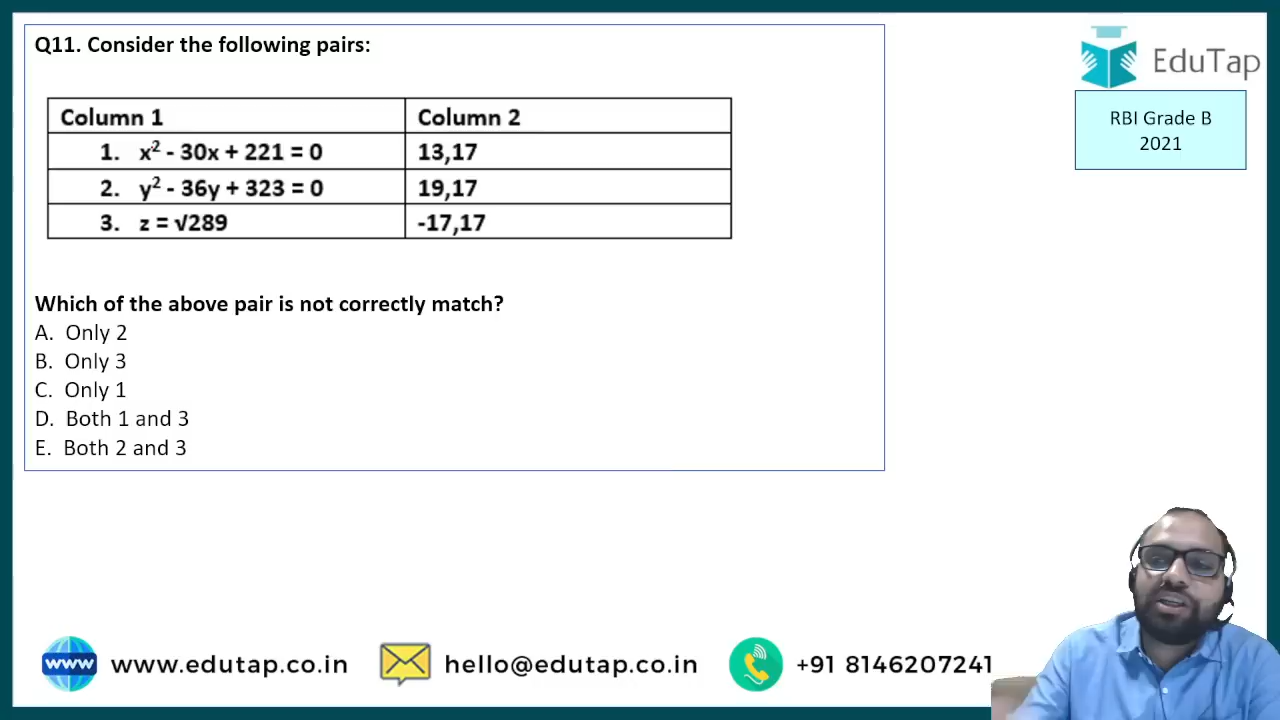 Q11. Consider the following pairs:
EduTap
RBI Grade B
2021
Column 1 Column 2
1. x² - 30x + 221 = 0 13,17
2. y² - 36y + 323 = 0 19,17
3. z = √289 -17,17
Which of the above pair is not correctly match?
A. Only 2
B. Only 3
C. Only 1
D. Both 1 and 3
E. Both 2 and 3
www www.edutap.co.in hello@edutap.co.in +91 8146207241